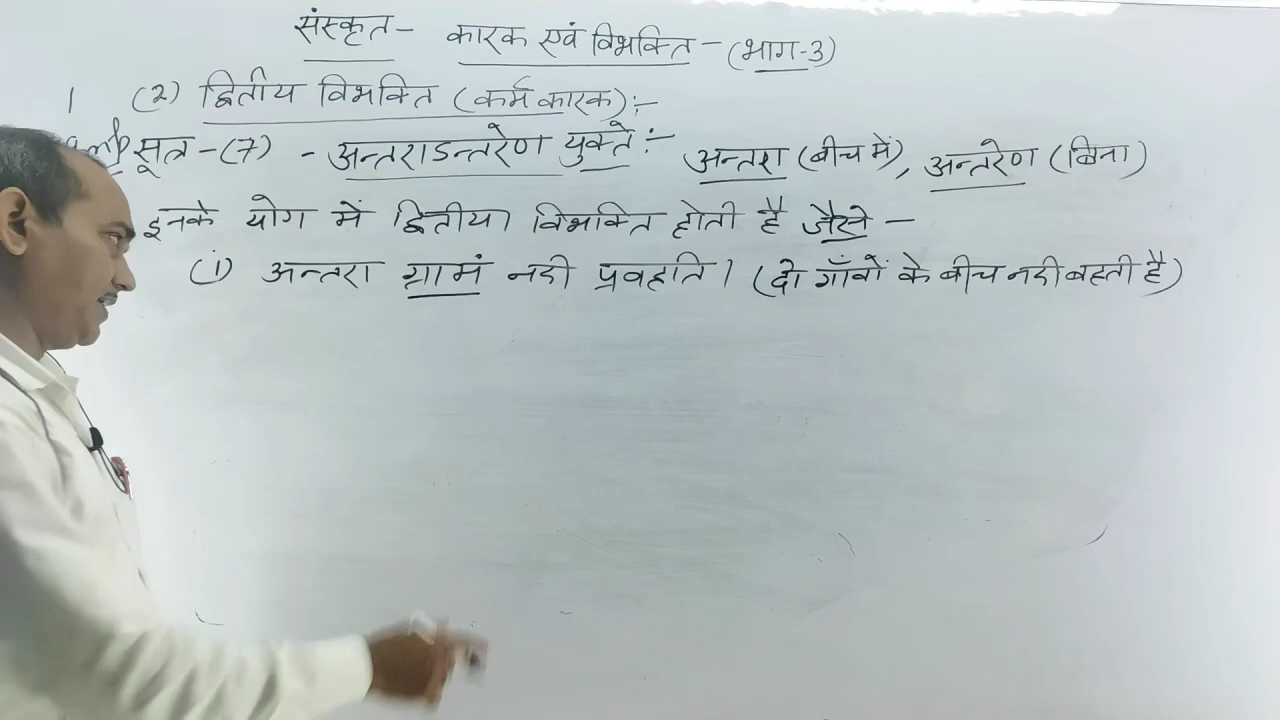 संस्कृत - कारक एवं विभक्ति - (भाग-3)
1 (2) द्वितीय विभक्ति (कर्म कारक):-
सूत्र-(7) - अन्तराऽन्तरेण युक्ते:- अन्तरा (बीच में), अन्तरेण (बिना)
इनके योग में द्वितीया विभक्ति होती है जैसे -
(i) अन्तरा ग्रामं नदी प्रवहति। (दो गाँवों के बीच नदी बहती है)